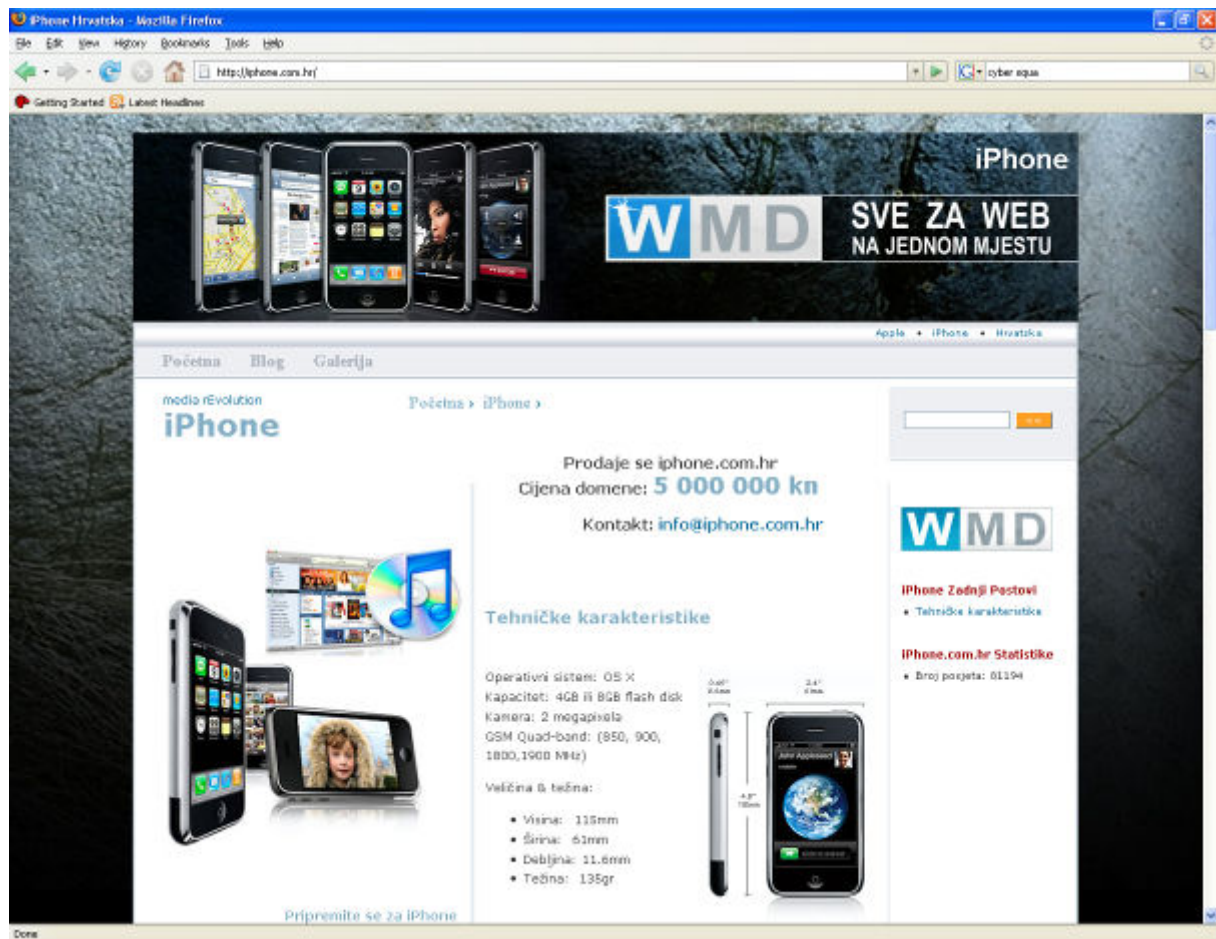 iPhone Hrvatska - Mozilla Firefox
File Edit View History Bookmarks Tools Help
http://iphone.com.hr/
cyber aqua
Getting Started Latest Headlines
iPhone
WMD SVE ZA WEB
NA JEDNOM MJESTU
Apple • iPhone • Hrvatska
Početna Blog Galerija
media rEvolution
iPhone
Početna › iPhone ›
Prodaje se iphone.com.hr
Cijena domene: 5 000 000 kn
Kontakt: info@iphone.com.hr
WMD
iPhone Zadnji Postovi
• Tehničke karakteristike
iPhone.com.hr Statistike
• Broj posjeta: 81194
Tehničke karakteristike
Operativni sistem: OS X
Kapacitet: 4GB ili 8GB flash disk
Kamera: 2 megapixela
GSM Quad-band: (850, 900,
1800,1900 MHz)
Veličina & težina:
• Visina: 115mm
• Širina: 61mm
• Debljina: 11.6mm
• Težina: 135gr
John Appleseed
Pripremite se za iPhone
Done